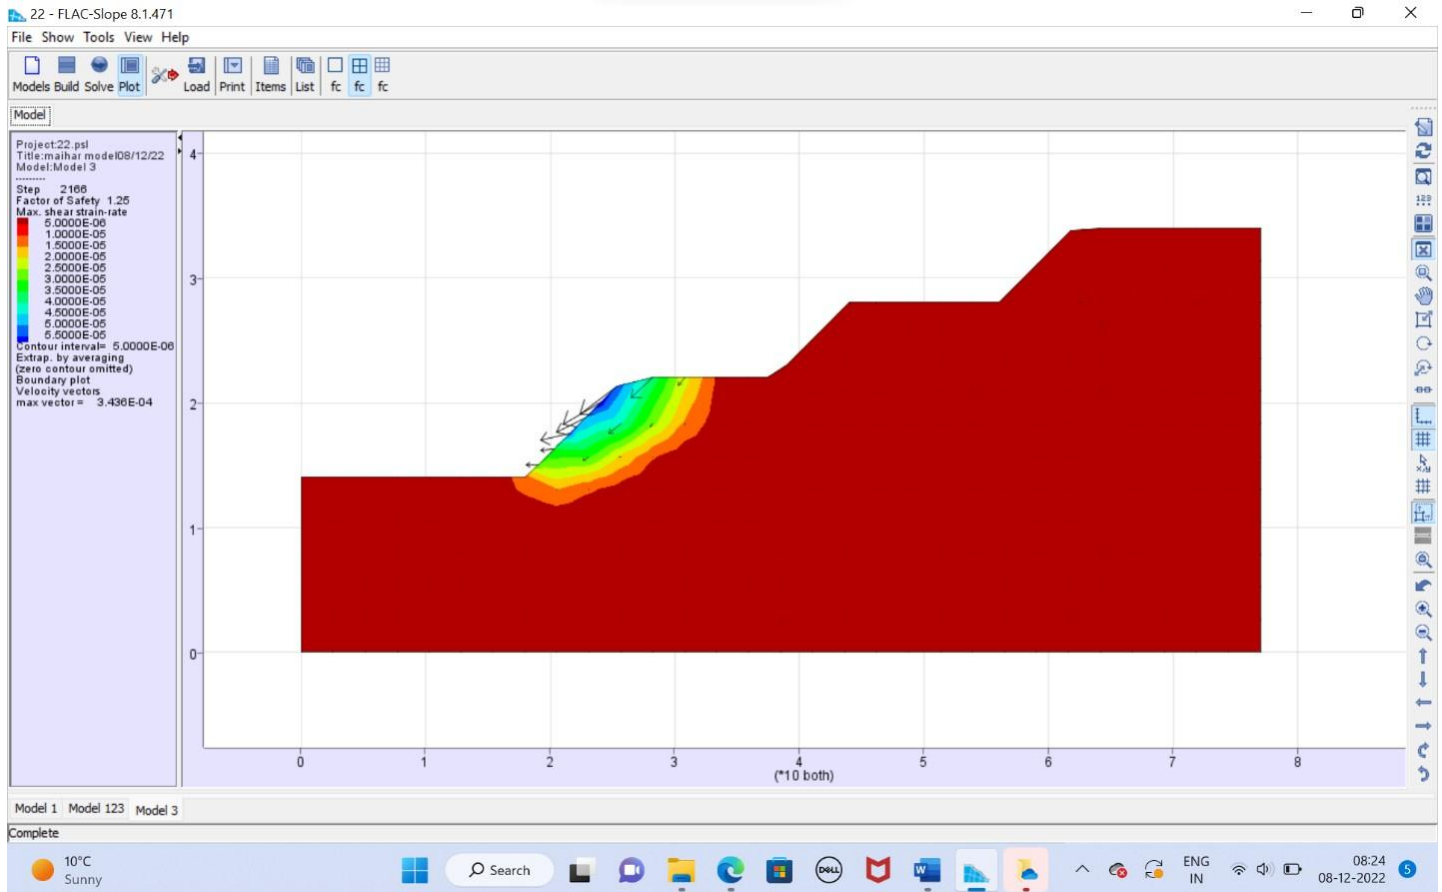 22 - FLAC-Slope 8.1.471
File Show Tools View Help
Models Build Solve Plot Load Print Items List fc fc fc
Model
Project:22.psl
Title:maihar model08/12/22
Model:Model 3
---------
Step 2166
Factor of Safety 1.25
Max. shear strain-rate
5.0000E-06
1.0000E-05
1.5000E-05
2.0000E-05
2.5000E-05
3.0000E-05
3.5000E-05
4.0000E-05
4.5000E-05
5.0000E-05
5.5000E-05
Contour interval= 5.0000E-06
Extrap. by averaging
(zero contour omitted)
Boundary plot
Velocity vectors
max vector = 3.436E-04
4
3
2
1
0
0 1 2 3 4 5 6 7 8
(*10 both)
123
x,y
Model 1 Model 123 Model 3
Complete
10°C
Sunny
Search
DELL
W
ENG
IN
08:24
08-12-2022
5